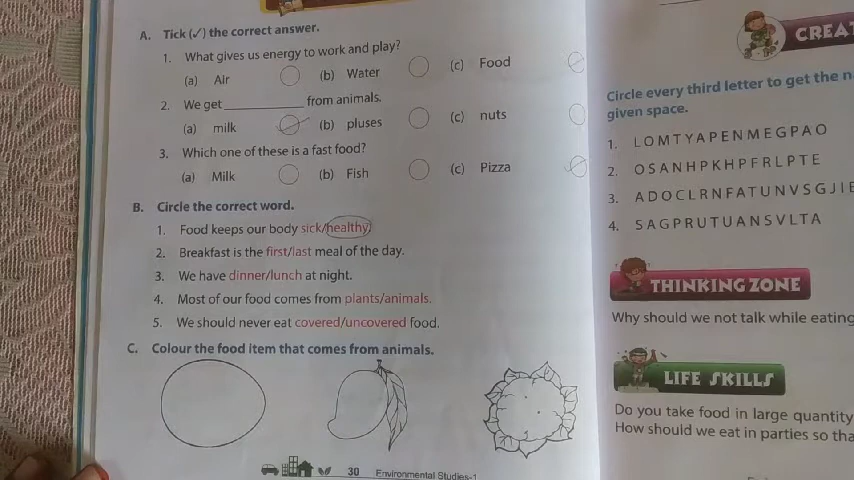 A. Tick (✓) the correct answer.
1. What gives us energy to work and play?
(a) Air (b) Water (c) Food
2. We get __________ from animals.
(a) milk (b) pluses (c) nuts
3. Which one of these is a fast food?
(a) Milk (b) Fish (c) Pizza
B. Circle the correct word.
1. Food keeps our body sick/healthy.
2. Breakfast is the first/last meal of the day.
3. We have dinner/lunch at night.
4. Most of our food comes from plants/animals.
5. We should never eat covered/uncovered food.
C. Colour the food item that comes from animals.
30 Environmental Studies-1
CREAT
Circle every third letter to get the n
given space.
1. L O M T Y A P E N M E G P A O
2. O S A N H P K H P F R L P T E
3. A D O C L R N F A T U N V S G J I E
4. S A G P R U T U A N S V L T A
THINKING ZONE
Why should we not talk while eating
LIFE SKILLS
Do you take food in large quantity
How should we eat in parties so tha